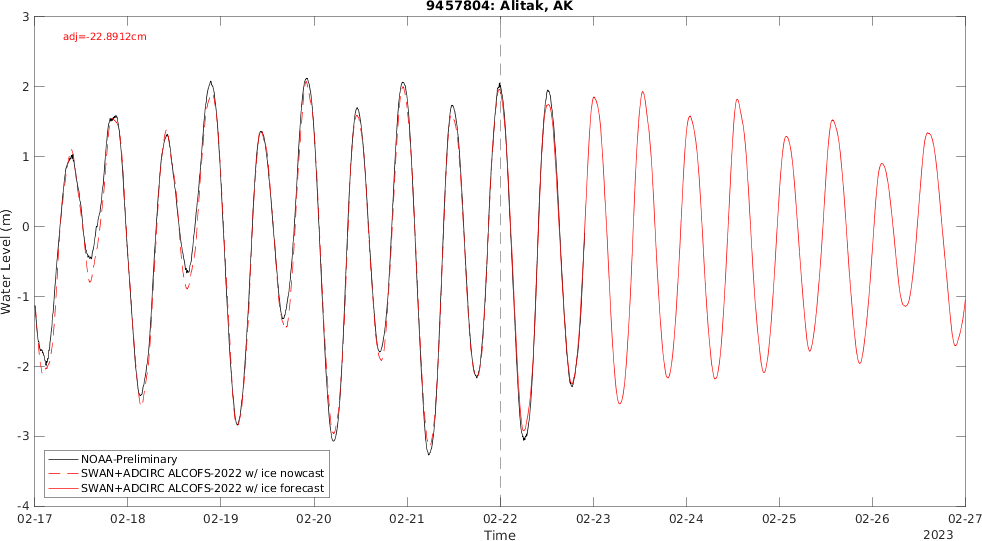 9457804: Alitak, AK
adj=-22.8912cm
3
2
1
0
-1
-2
-3
-4
Water Level (m)
NOAA-Preliminary
SWAN+ADCIRC ALCOFS-2022 w/ ice nowcast
SWAN+ADCIRC ALCOFS-2022 w/ ice forecast
02-17 02-18 02-19 02-20 02-21 02-22 02-23 02-24 02-25 02-26 02-27
Time
2023